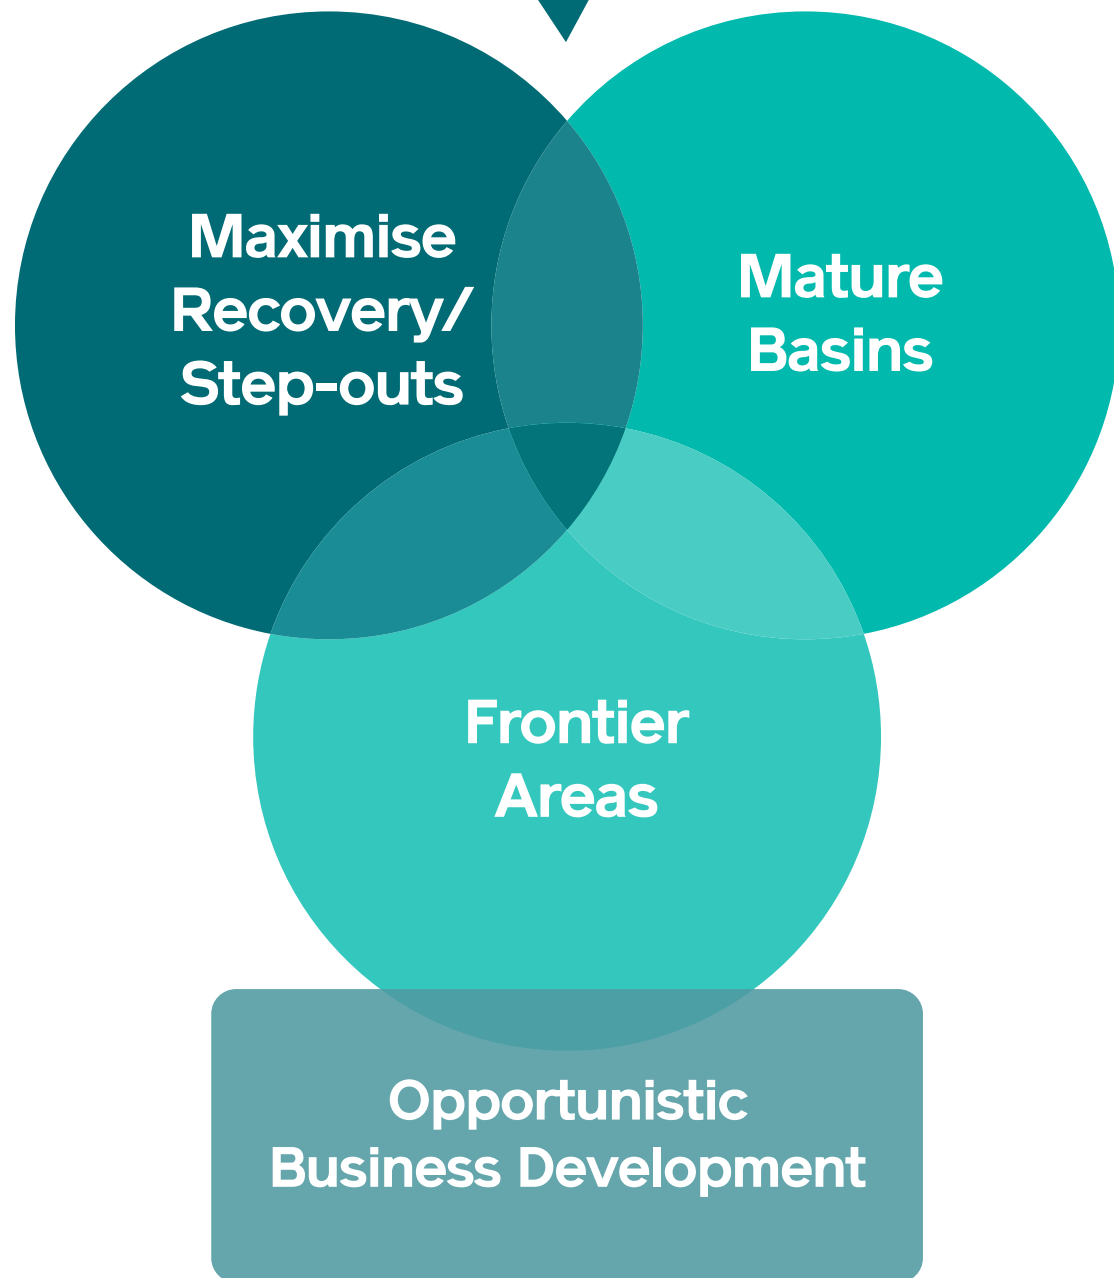 Maximise
Recovery/
Step-outs
Mature
Basins
Frontier
Areas
Opportunistic
Business Development